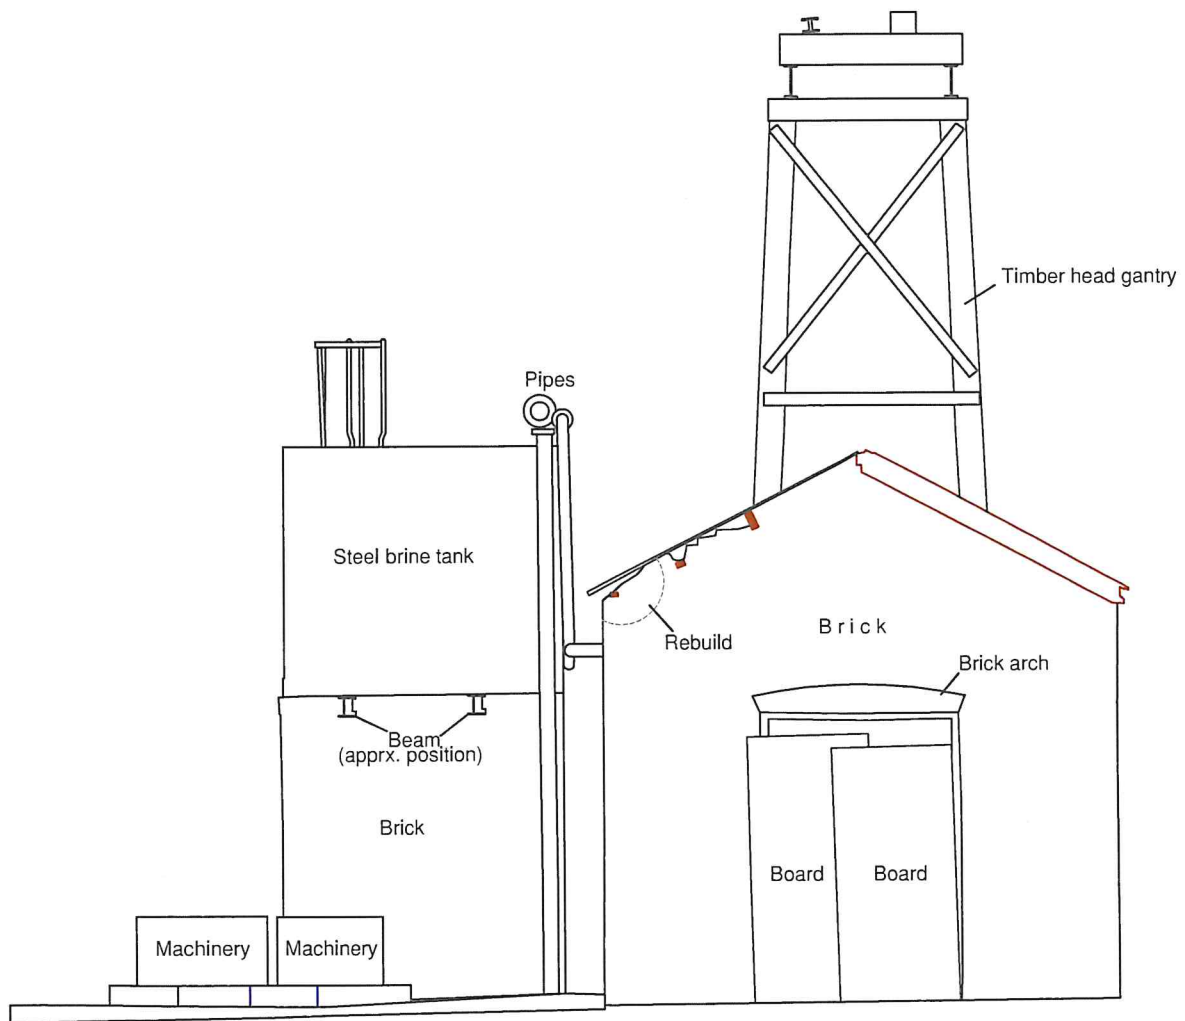 Timber head gantry
Pipes
Steel brine tank
Rebuild
Brick
Brick arch
Beam
(apprx. position)
Brick
Board
Board
Machinery
Machinery